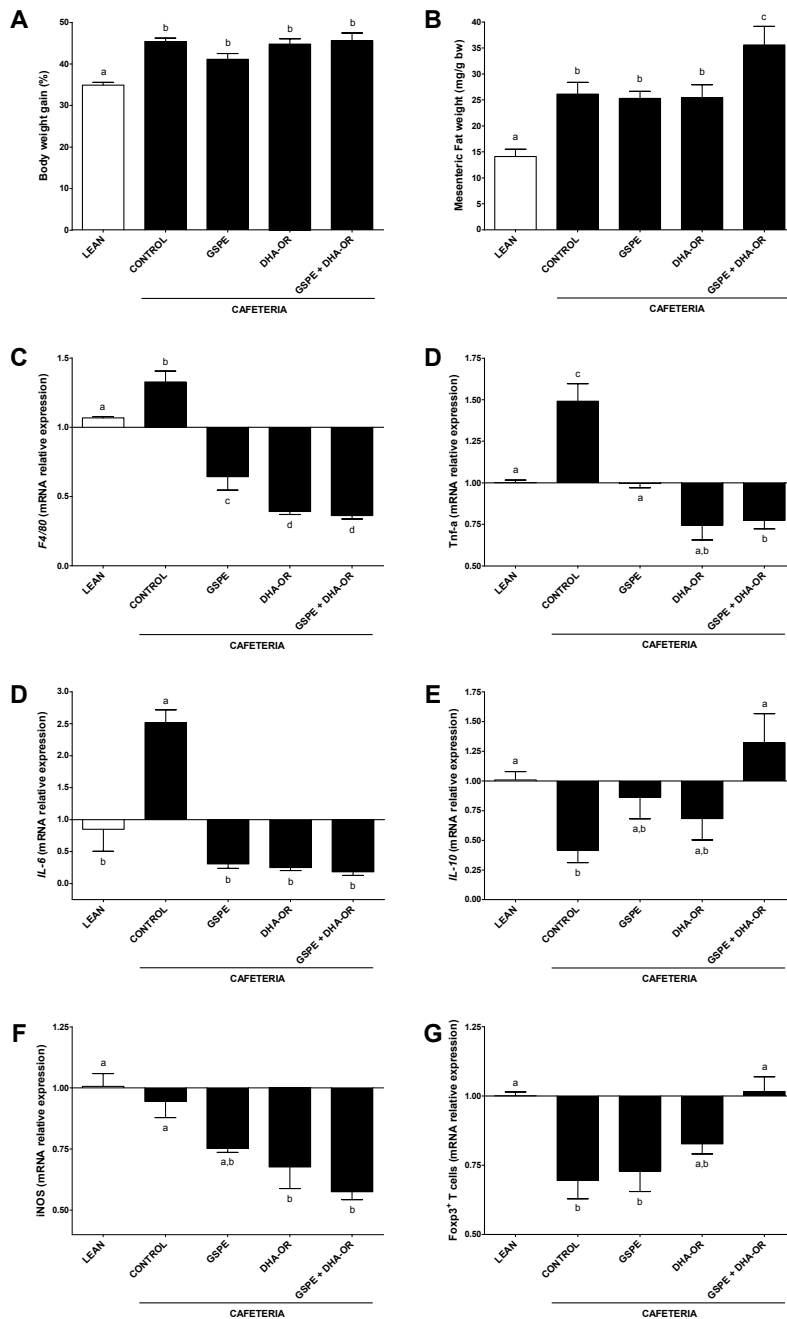 A
Body weight gain (%)
50
40
30
20
10
0
a
b
b
b
b
LEAN
CONTROL
GSPE
DHA-OR
GSPE + DHA-OR
CAFETERIA
B
Mesenteric Fat weight (mg/g bw)
40
35
30
25
20
15
10
5
0
a
b
b
b
c
LEAN
CONTROL
GSPE
DHA-OR
GSPE + DHA-OR
CAFETERIA
C
F4/80 (mRNA relative expression)
1.5
1.0
0.5
0.0
a
b
c
d
d
LEAN
CONTROL
GSPE
DHA-OR
GSPE + DHA-OR
CAFETERIA
D
Tnf-a (mRNA relative expression)
1.75
1.50
1.25
1.00
0.75
0.50
a
c
a
a,b
b
LEAN
CONTROL
GSPE
DHA-OR
GSPE + DHA-OR
CAFETERIA
D
IL-6 (mRNA relative expression)
3.0
2.5
2.0
1.0
0.5
0.0
b
a
b
b
b
LEAN
CONTROL
GSPE
DHA-OR
GSPE + DHA-OR
CAFETERIA
E
IL-10 (mRNA relative expression)
1.75
1.50
1.25
1.00
0.75
0.50
0.25
0.00
a
b
a,b
a,b
a
LEAN
CONTROL
GSPE
DHA-OR
GSPE + DHA-OR
CAFETERIA
F
iNOS (mRNA relative expression)
1.25
1.00
0.75
0.50
a
a
a,b
b
b
LEAN
CONTROL
GSPE
DHA-OR
GSPE + DHA-OR
CAFETERIA
G
Foxp3⁺ T cells (mRNA relative expression)
1.25
1.00
0.75
0.50
a
b
b
a,b
a
LEAN
CONTROL
GSPE
DHA-OR
GSPE + DHA-OR
CAFETERIA